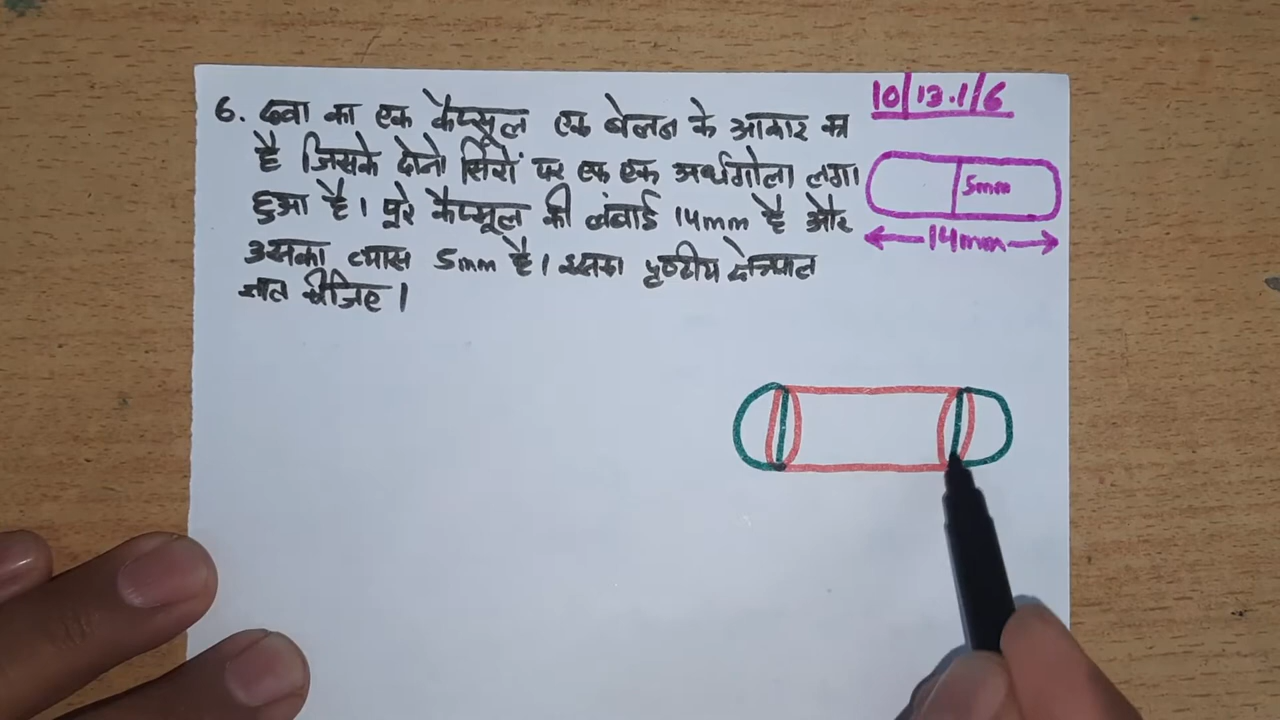 6. दवा का एक कैप्सूल एक बेलन के आकार का
है जिसके दोनो सिरों पर एक एक अर्धगोला लगा
हुआ है। पूरे कैप्सूल की लंबाई 14mm है और
उसका व्यास 5mm है। इसका पृष्ठीय क्षेत्रफल
ज्ञात कीजिए।
10|13.1|6
5mm
14mm